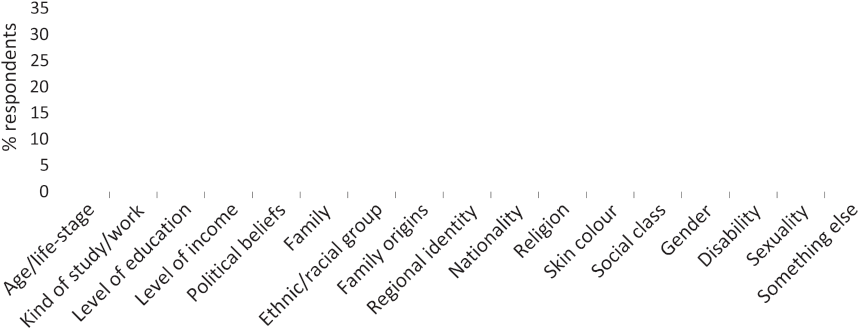 35
30
25
20
15
10
5
0
% respondents
Age/life-stage
Kind of study/work
Level of education
Level of income
Political beliefs
Family
Ethnic/racial group
Family origins
Regional identity
Nationality
Religion
Skin colour
Social class
Gender
Disability
Sexuality
Something else